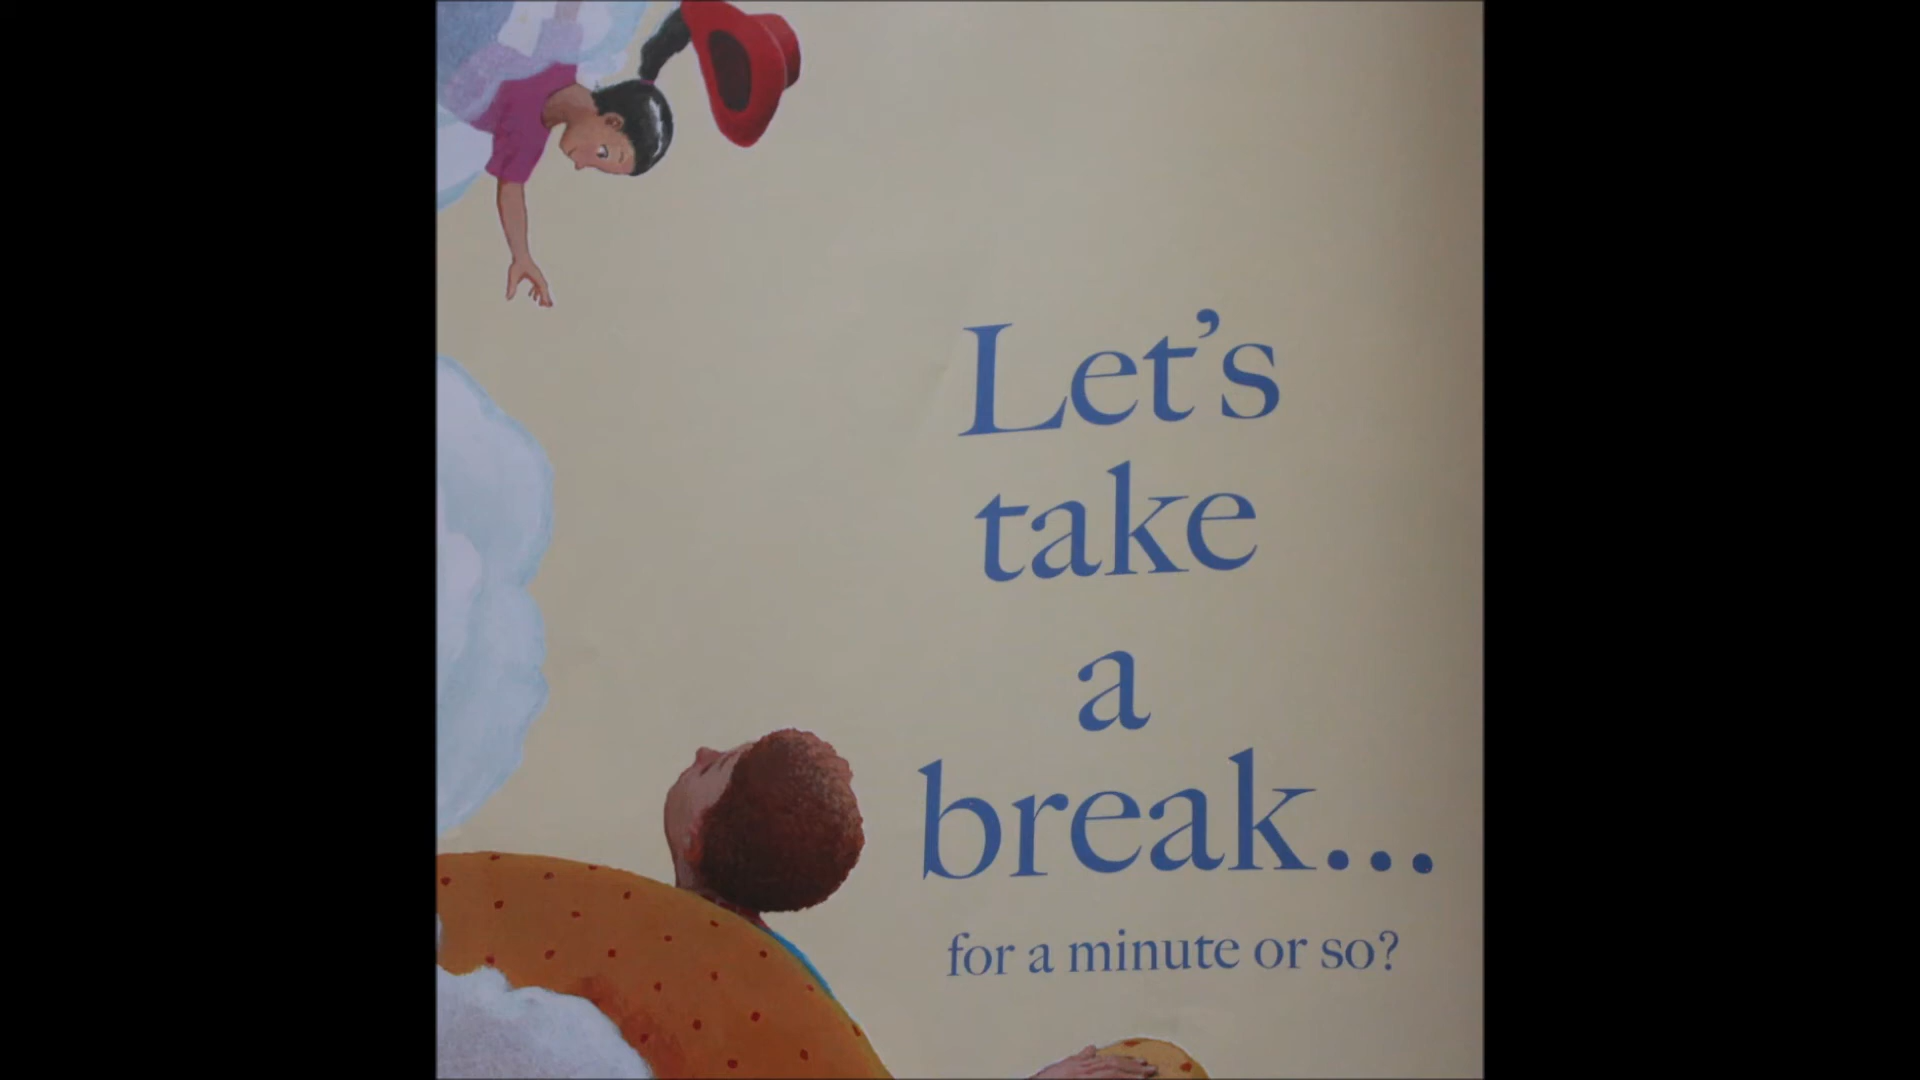 Let's
take
a
break...
for a minute or so?